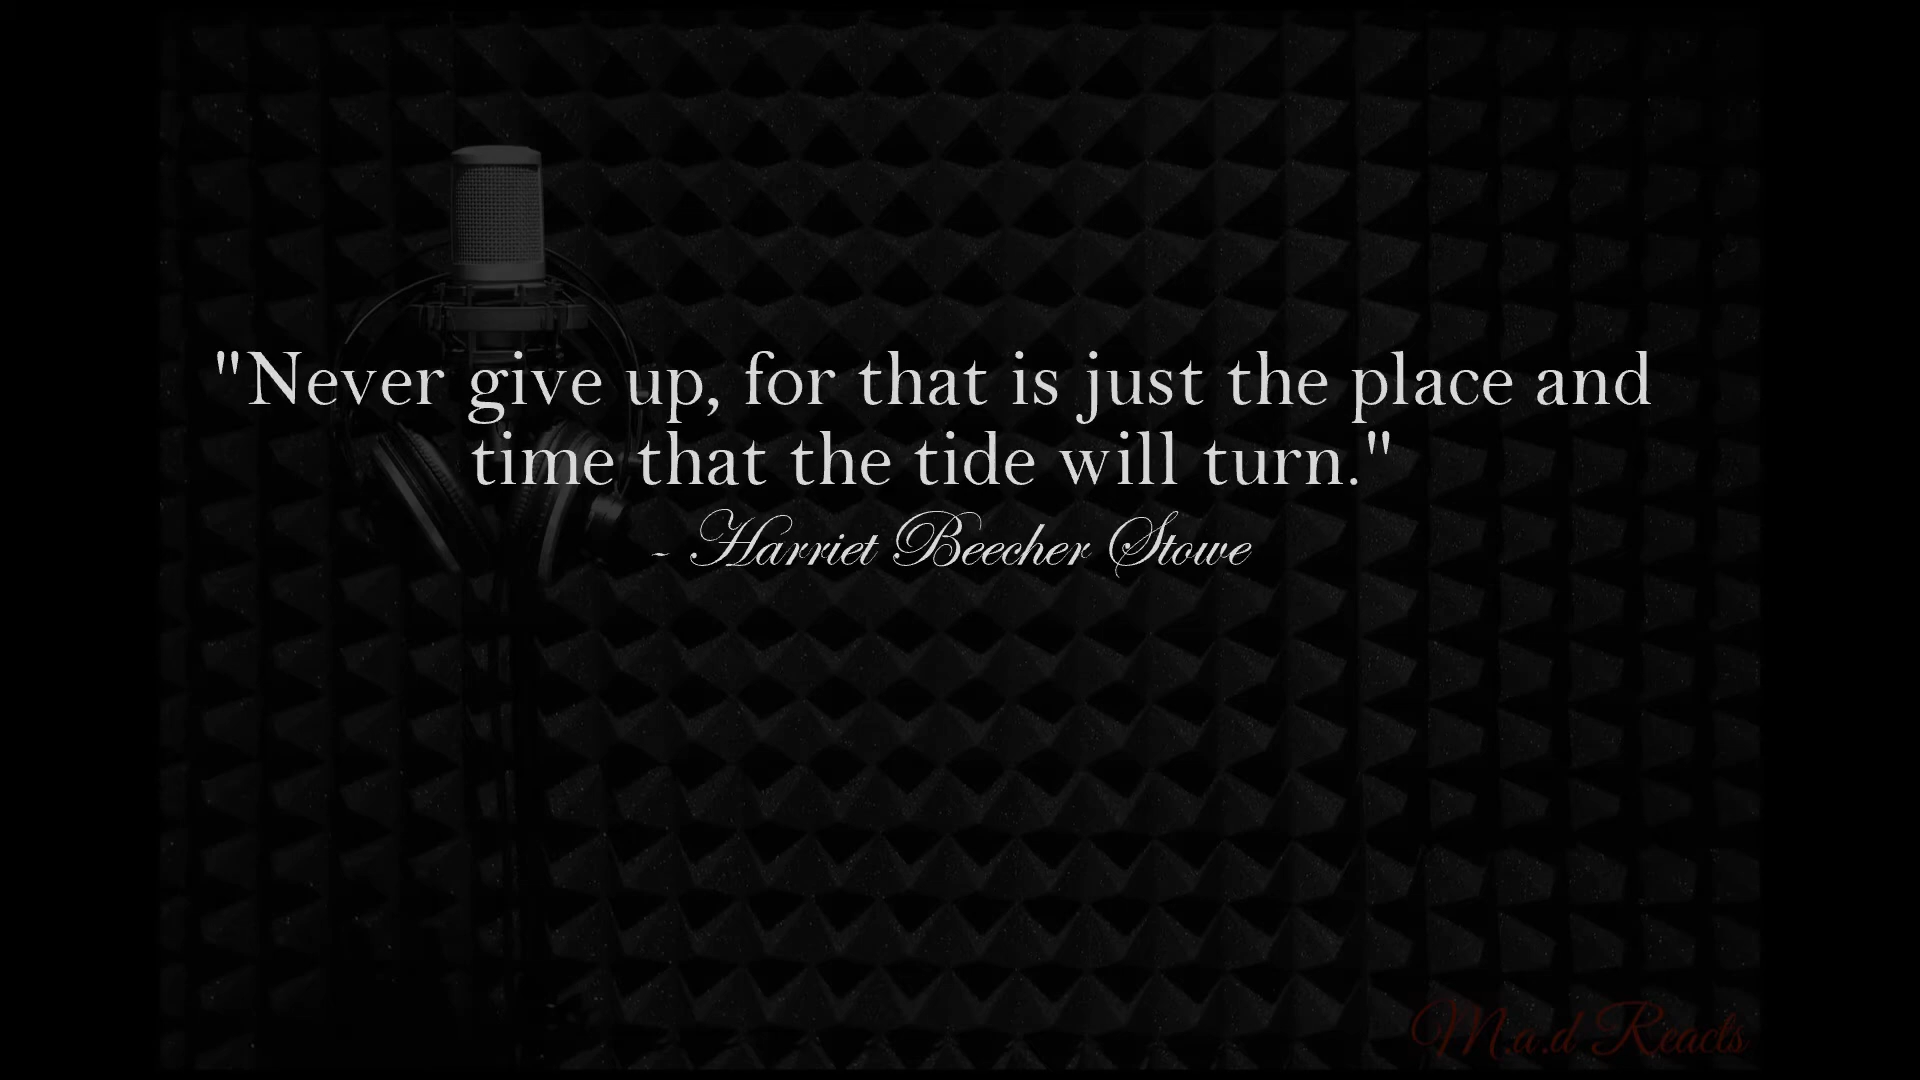 "Never give up, for that is just the place and
time that the tide will turn."
- Harriet Beecher Stowe
M.a.d Reacts